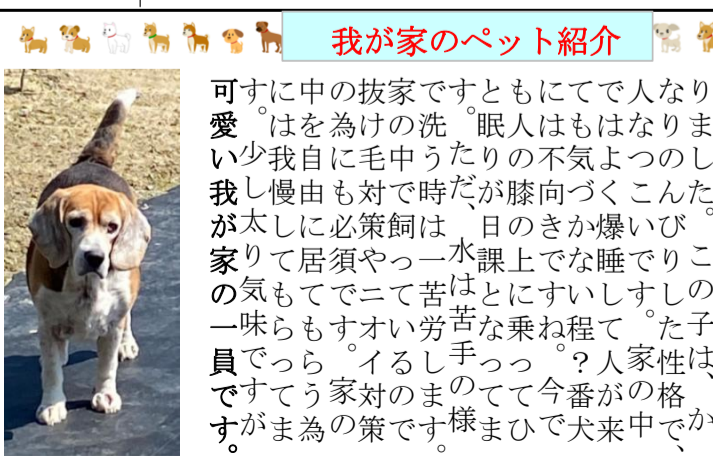 我が家のペット紹介
りました。この子は、か
なりのんびりした性格で、
人なつこいです。家の中
ではよく爆睡して人が来
ても気づかない程?番犬
には不向きですね。今で
も人の膝の上に乗ってひ
と眠りが日課となってま
す。ただ、水は苦手の様
で洗う時は一苦労します。
家の中で飼っているので
抜け毛対策やニオイ対策
の為にも必須です。家の
中を自由に居てもらう為
には我慢してもらってま
す。少し太り気味ですが
可愛い我が家の一員です。